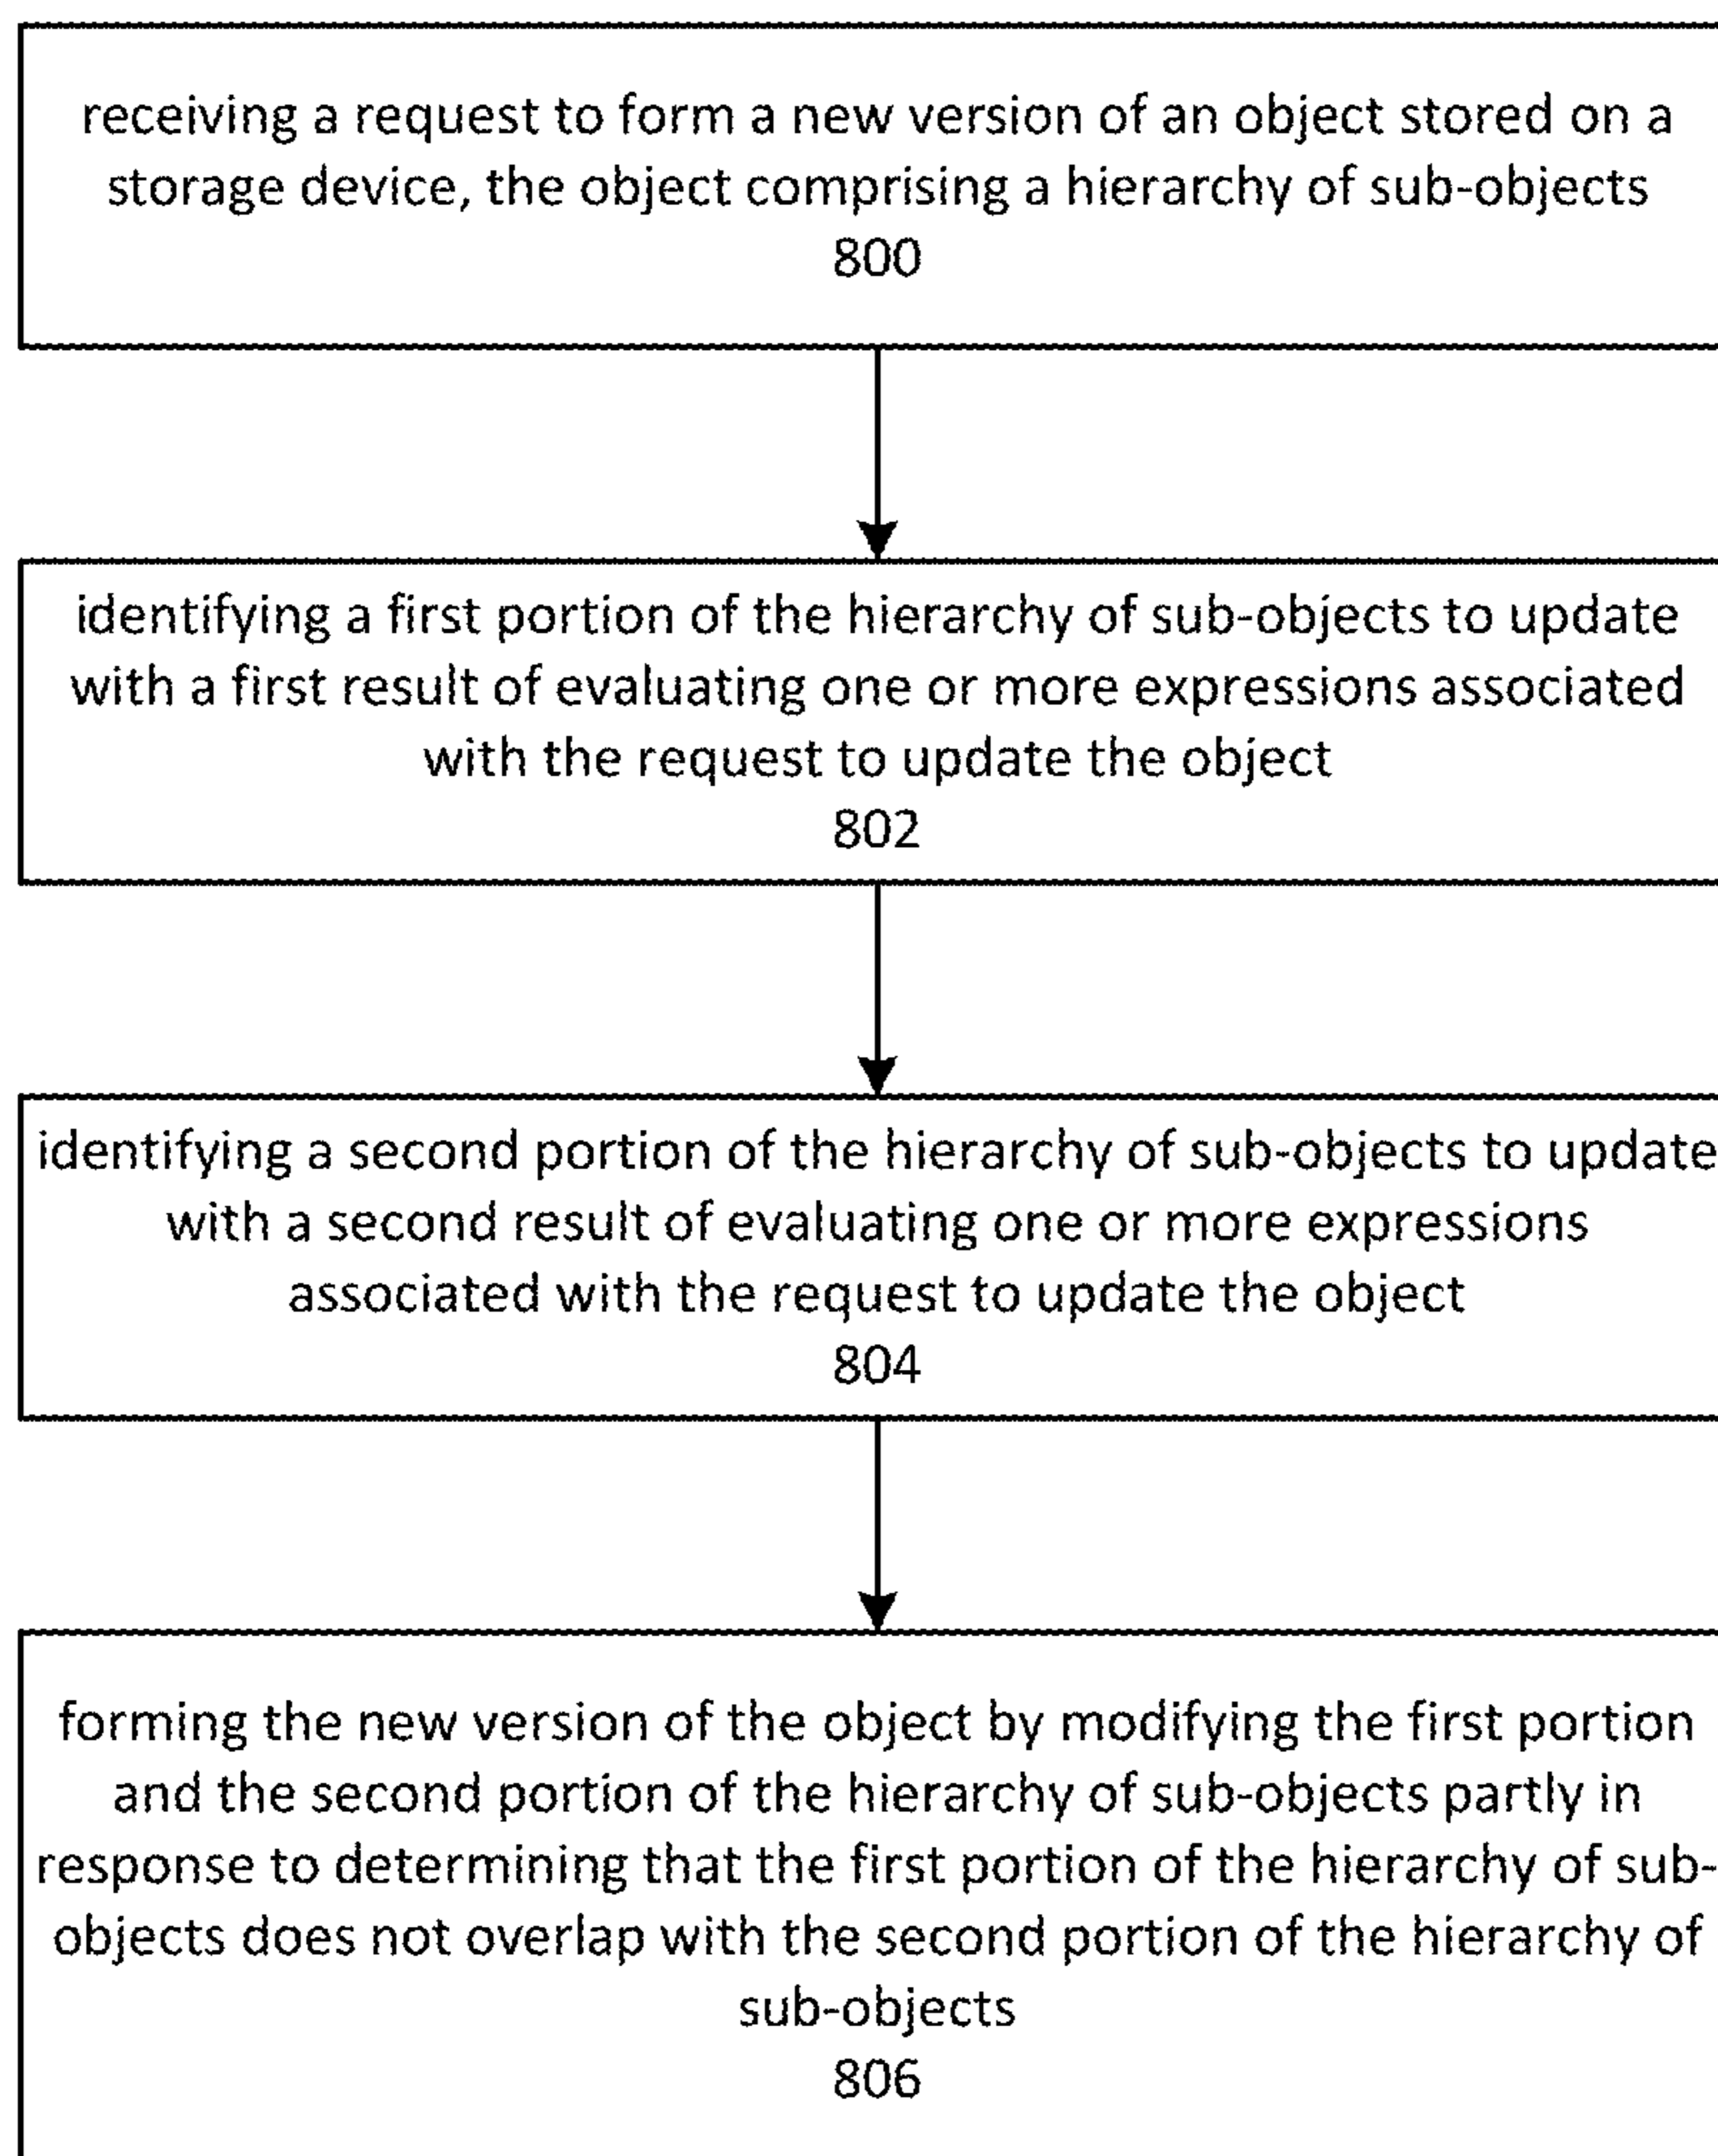 receiving a request to form a new version of an object stored on a
storage device, the object comprising a hierarchy of sub-objects
800
identifying a first portion of the hierarchy of sub-objects to update
with a first result of evaluating one or more expressions associated
with the request to update the object
802
identifying a second portion of the hierarchy of sub-objects to update
with a second result of evaluating one or more expressions
associated with the request to update the object
804
forming the new version of the object by modifying the first portion
and the second portion of the hierarchy of sub-objects partly in
response to determining that the first portion of the hierarchy of sub-
objects does not overlap with the second portion of the hierarchy of
sub-objects
806